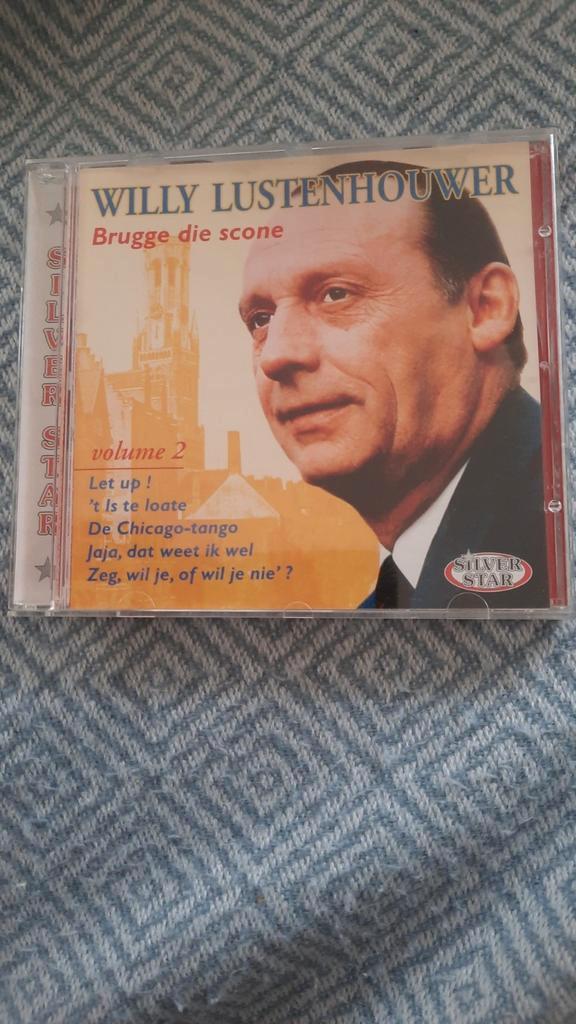 WILLY LUSTENHOUWER
Brugge die scone
SILVER STAR
volume 2
Let up !
't Is te loate
De Chicago-tango
Jaja, dat weet ik wel
Zeg, wil je, of wil je nie' ?
SILVER
STAR